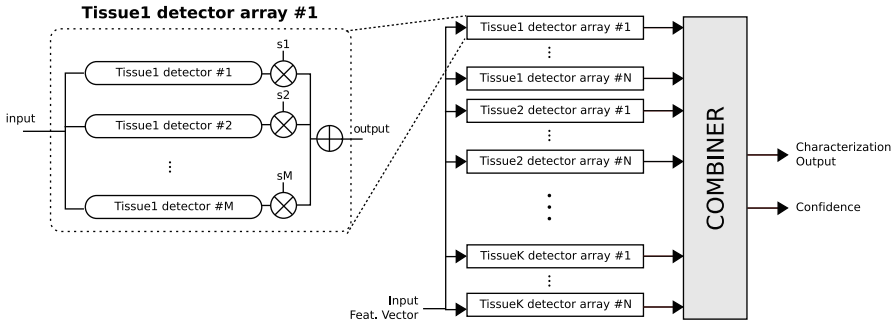 Tissue1 detector array #1
s1
Tissue1 detector #1
s2
input
Tissue1 detector #2
output
...
sM
Tissue1 detector #M
Tissue1 detector array #1
...
Tissue1 detector array #N
Tissue2 detector array #1
...
Tissue2 detector array #N
...
TissueK detector array #1
...
TissueK detector array #N
Input
Feat. Vector
COMBINER
Characterization
Output
Confidence